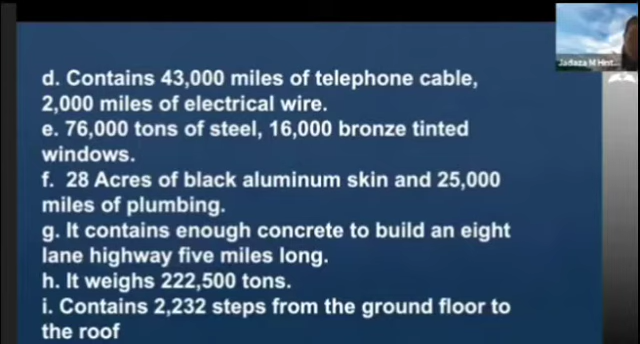 d. Contains 43,000 miles of telephone cable,
2,000 miles of electrical wire.
e. 76,000 tons of steel, 16,000 bronze tinted
windows.
f. 28 Acres of black aluminum skin and 25,000
miles of plumbing.
g. It contains enough concrete to build an eight
lane highway five miles long.
h. It weighs 222,500 tons.
i. Contains 2,232 steps from the ground floor to
the roof
Jadaza M Hint...